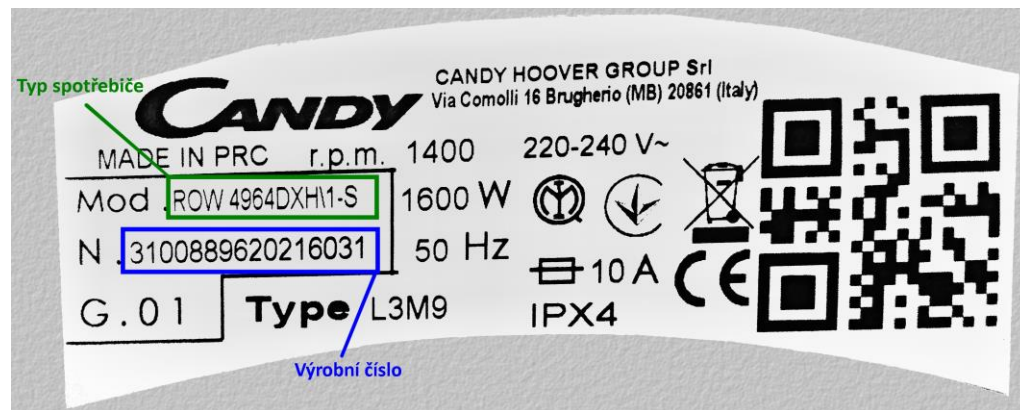 Typ spotřebiče
CANDY
CANDY HOOVER GROUP Srl
Via Comolli 16 Brugherio (MB) 20861 (Italy)
MADE IN PRC r.p.m. 1400 220-240 V~
Mod. ROW 4964DXH\1-S 1600 W
N. 3100889620216031 50 Hz
10 A
CE
G.01 Type L3M9 IPX4
Výrobní číslo